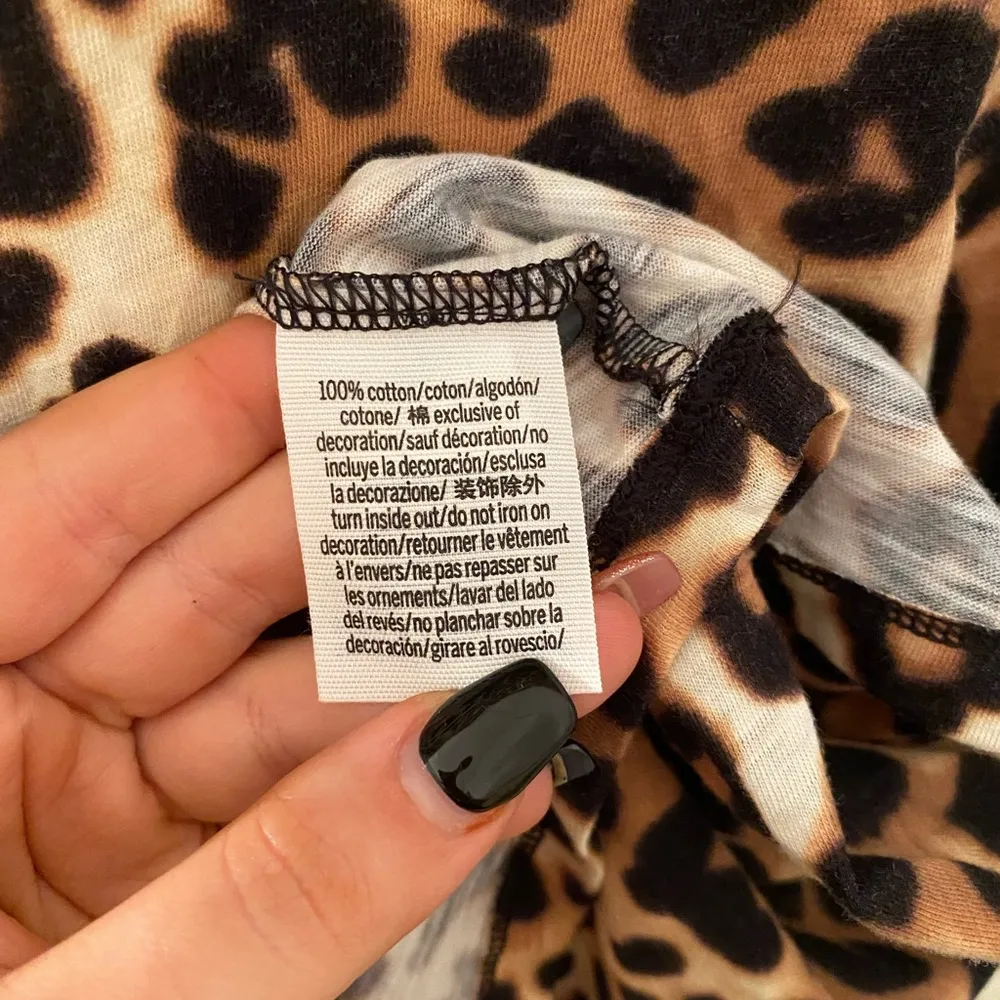 100% cotton/coton/algodón/
cotone/ 棉 exclusive of
decoration/sauf décoration/no
incluye la decoración/esclusa
la decorazione/ 装饰除外
turn inside out/do not iron on
decoration/retourner le vêtement
à l'envers/ne pas repasser sur
les ornements/lavar del lado
del revés/no planchar sobre la
decoración/girare al rovescio/